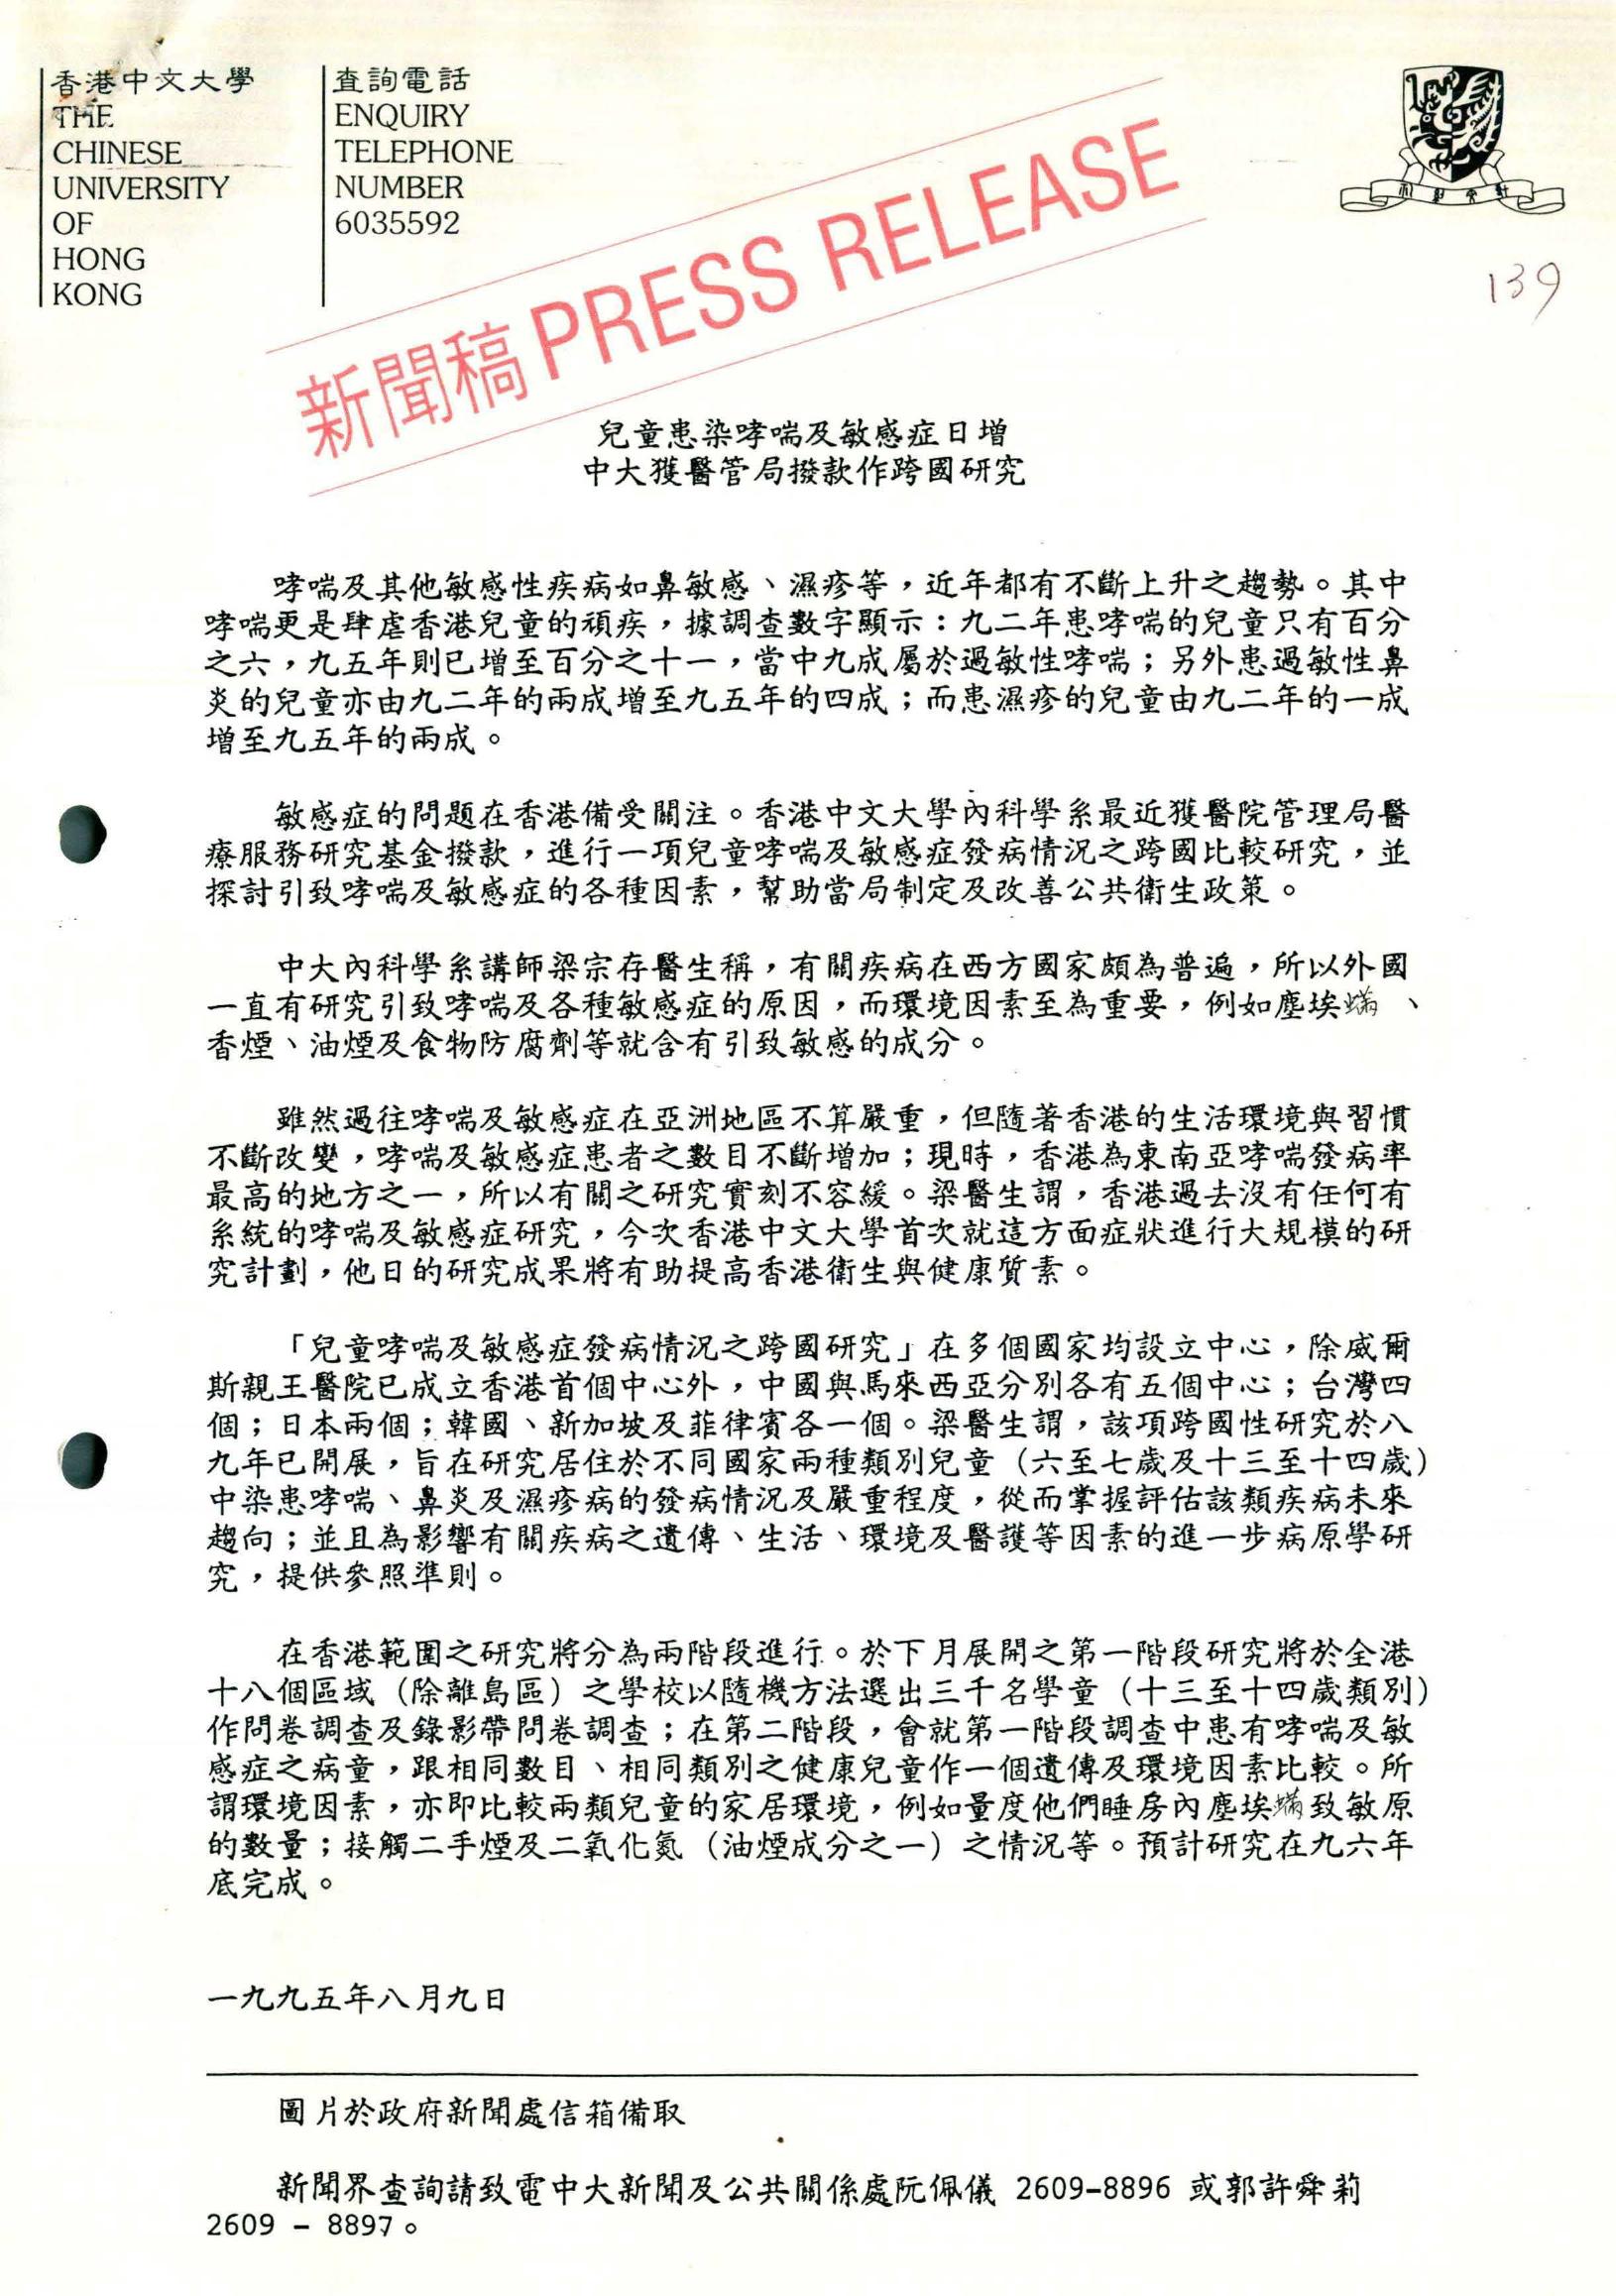 香港中文大學
THE
CHINESE
UNIVERSITY
OF
HONG
KONG
查詢電話
ENQUIRY
TELEPHONE
NUMBER
6035592
139
新聞稿 PRESS RELEASE
兒童患染哮喘及敏感症日增
中大獲醫管局撥款作跨國研究
哮喘及其他敏感性疾病如鼻敏感、濕疹等，近年都有不斷上升之趨勢。其中
哮喘更是肆虐香港兒童的頑疾，據調查數字顯示：九二年患哮喘的兒童只有百分
之六，九五年則已增至百分之十一，當中九成屬於過敏性哮喘；另外患過敏性鼻
炎的兒童亦由九二年的兩成增至九五年的四成；而患濕疹的兒童由九二年的一成
增至九五年的兩成。
敏感症的問題在香港備受關注。香港中文大學內科學系最近獲醫院管理局醫
療服務研究基金撥款，進行一項兒童哮喘及敏感症發病情況之跨國比較研究，並
探討引致哮喘及敏感症的各種因素，幫助當局制定及改善公共衛生政策。
中大內科學系講師梁宗存醫生稱，有關疾病在西方國家頗為普遍，所以外國
一直有研究引致哮喘及各種敏感症的原因，而環境因素至為重要，例如塵埃蟎、
香煙、油煙及食物防腐劑等就含有引致敏感的成分。
雖然過往哮喘及敏感症在亞洲地區不算嚴重，但隨著香港的生活環境與習慣
不斷改變，哮喘及敏感症患者之數目不斷增加；現時，香港為東南亞哮喘發病率
最高的地方之一，所以有關之研究實刻不容緩。梁醫生謂，香港過去沒有任何有
系統的哮喘及敏感症研究，今次香港中文大學首次就這方面症狀進行大規模的研
究計劃，他日的研究成果將有助提高香港衛生與健康質素。
「兒童哮喘及敏感症發病情況之跨國研究」在多個國家均設立中心，除威爾
斯親王醫院已成立香港首個中心外，中國與馬來西亞分別各有五個中心；台灣四
個；日本兩個；韓國、新加坡及菲律賓各一個。梁醫生謂，該項跨國性研究於八
九年已開展，旨在研究居住於不同國家兩種類別兒童（六至七歲及十三至十四歲）
中染患哮喘、鼻炎及濕疹病的發病情況及嚴重程度，從而掌握評估該類疾病未來
趨向；並且為影響有關疾病之遺傳、生活、環境及醫護等因素的進一步病原學研
究，提供參照準則。
在香港範圍之研究將分為兩階段進行。於下月展開之第一階段研究將於全港
十八個區域（除離島區）之學校以隨機方法選出三千名學童（十三至十四歲類別）
作問卷調查及錄影帶問卷調查；在第二階段，會就第一階段調查中患有哮喘及敏
感症之病童，跟相同數目、相同類別之健康兒童作一個遺傳及環境因素比較。所
謂環境因素，亦即比較兩類兒童的家居環境，例如量度他們睡房內塵埃蟎致敏原
的數量；接觸二手煙及二氧化氮（油煙成分之一）之情況等。預計研究在九六年
底完成。
一九九五年八月九日
圖片於政府新聞處信箱備取
新聞界查詢請致電中大新聞及公共關係處阮佩儀 2609-8896 或郭許舜莉
2609 - 8897。